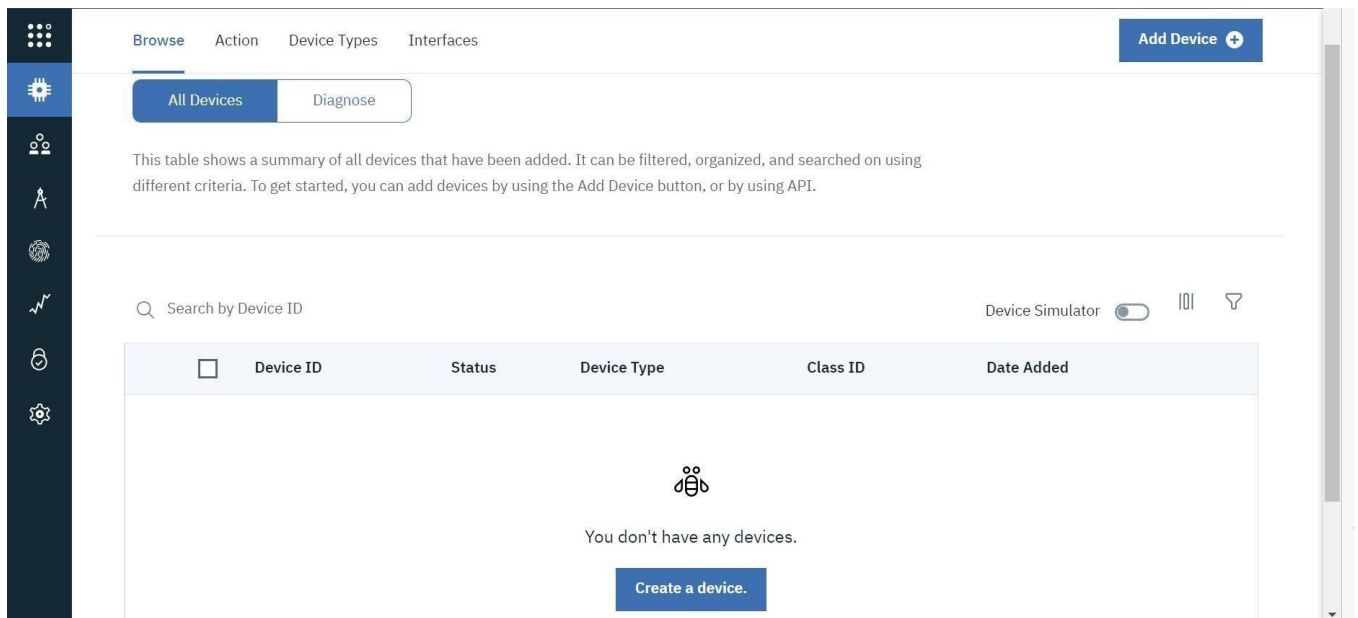 Browse Action Device Types Interfaces
Add Device
All Devices Diagnose
This table shows a summary of all devices that have been added. It can be filtered, organized, and searched on using
different criteria. To get started, you can add devices by using the Add Device button, or by using API.
Search by Device ID
Device Simulator
Device ID Status Device Type Class ID Date Added
You don't have any devices.
Create a device.